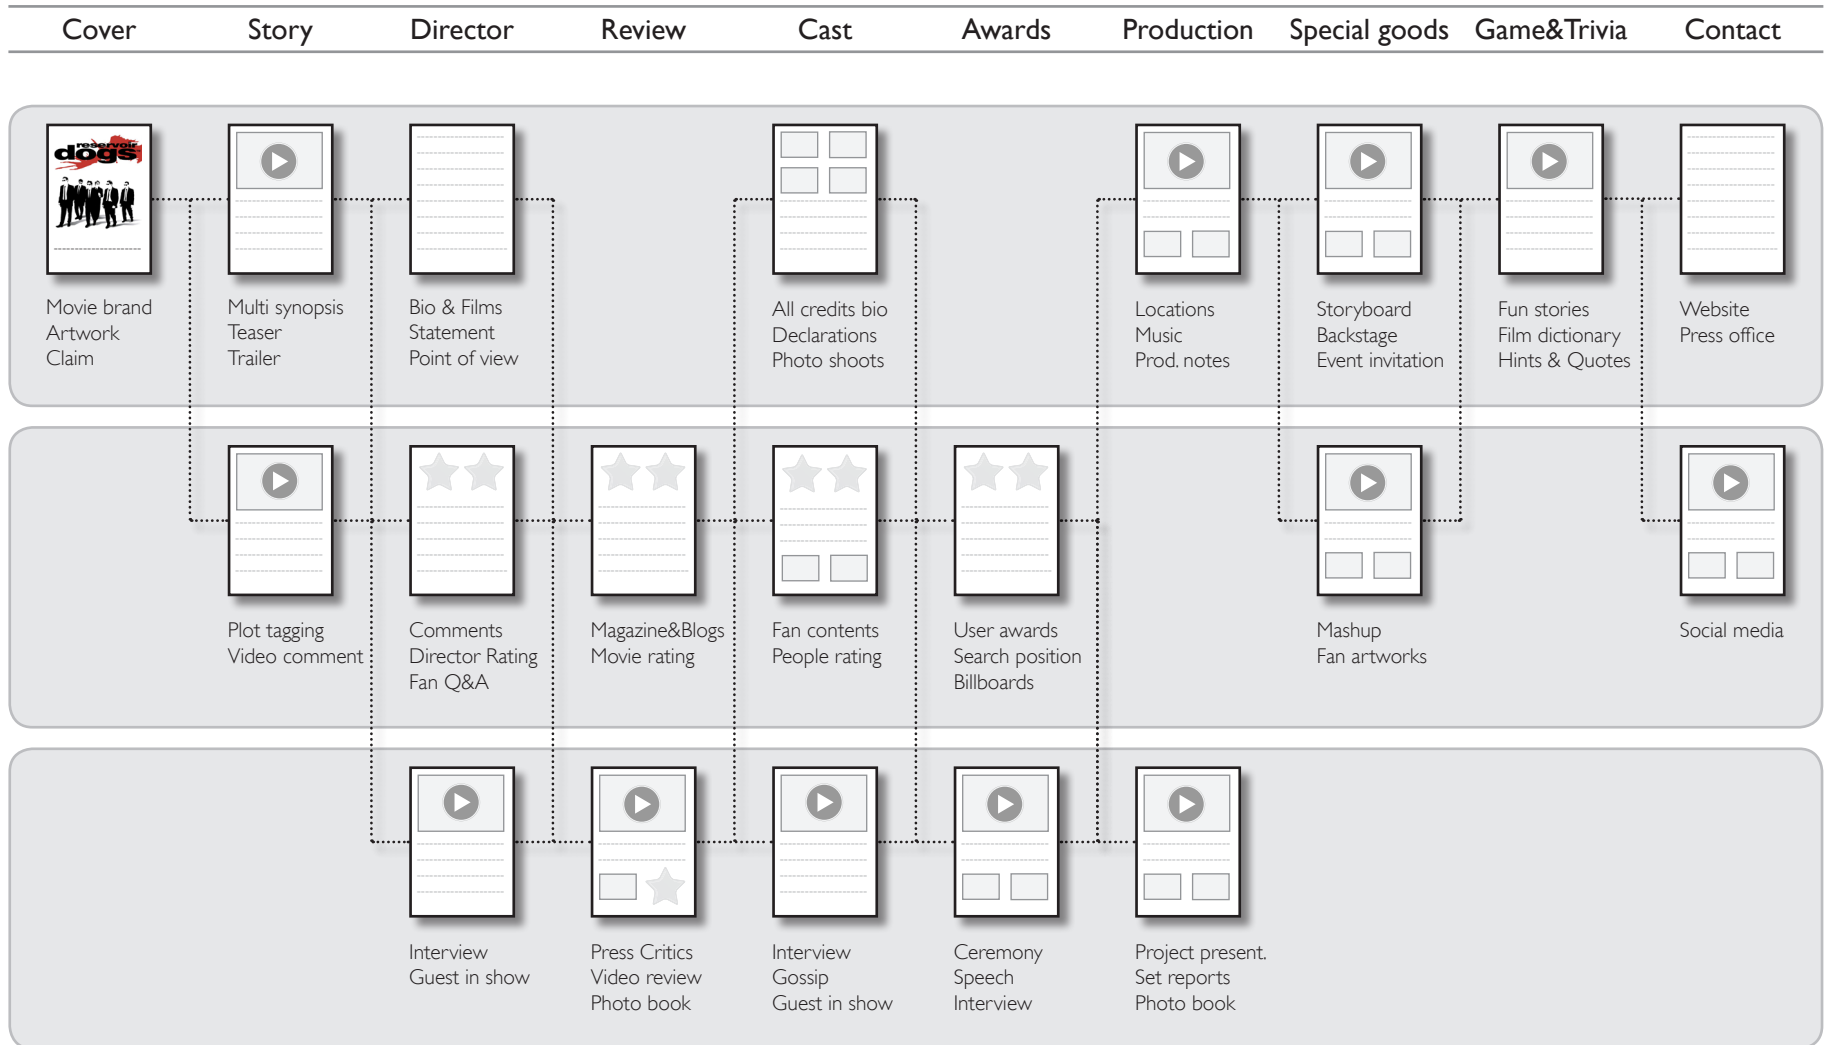 Cover Story Director Review Cast Awards Production Special goods Game&Trivia Contact
reservoir
dogs
Movie brand
Artwork
Claim
Multi synopsis
Teaser
Trailer
Bio & Films
Statement
Point of view
All credits bio
Declarations
Photo shoots
Locations
Music
Prod. notes
Storyboard
Backstage
Event invitation
Fun stories
Film dictionary
Hints & Quotes
Website
Press office
Plot tagging
Video comment
Comments
Director Rating
Fan Q&A
Magazine&Blogs
Movie rating
Fan contents
People rating
User awards
Search position
Billboards
Mashup
Fan artworks
Social media
Interview
Guest in show
Press Critics
Video review
Photo book
Interview
Gossip
Guest in show
Ceremony
Speech
Interview
Project present.
Set reports
Photo book